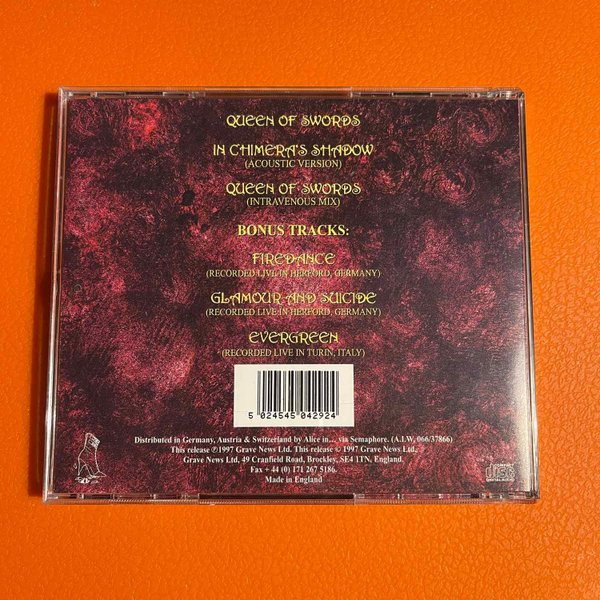 QUEEN OF SWORDS
IN CHIMERA'S SHADOW
(ACOUSTIC VERSION)
QUEEN OF SWORDS
(INTRAVENOUS MIX)
BONUS TRACKS:
FIREDANCE
(RECORDED LIVE IN HERFORD, GERMANY)
GLAMOUR AND SUICIDE
(RECORDED LIVE IN HERFORD, GERMANY)
EVERGREEN
(RECORDED LIVE IN TURIN, ITALY)
5 024545 042924
Distributed in Germany, Austria & Switzerland by Alice in... via Semaphore. (A.I.W. 066/37866)
This release ℗1997 Grave News Ltd. This release © 1997 Grave News Ltd.
Grave News Ltd, 49 Cranfield Road, Brockley, SE4 1TN, England.
Fax + 44 (0) 171 267 5186.
Made in England
COMPACT
disc
DIGITAL AUDIO